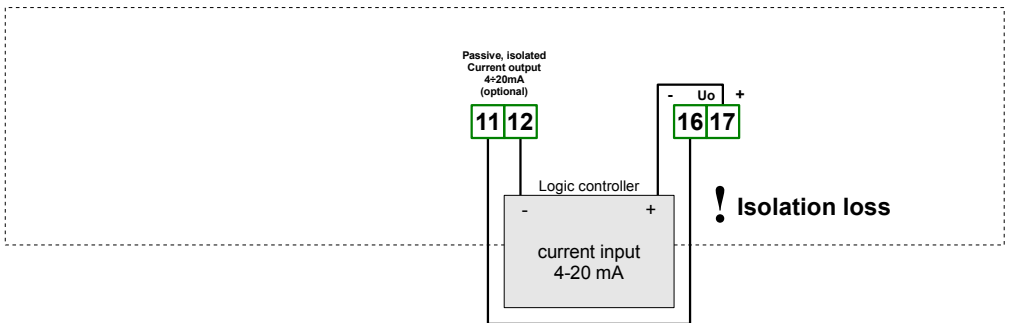 Passive, isolated
Current output
4÷20mA
(optional)
- Uo +
11 12
16 17
Logic controller
- +
! Isolation loss
current input
4-20 mA